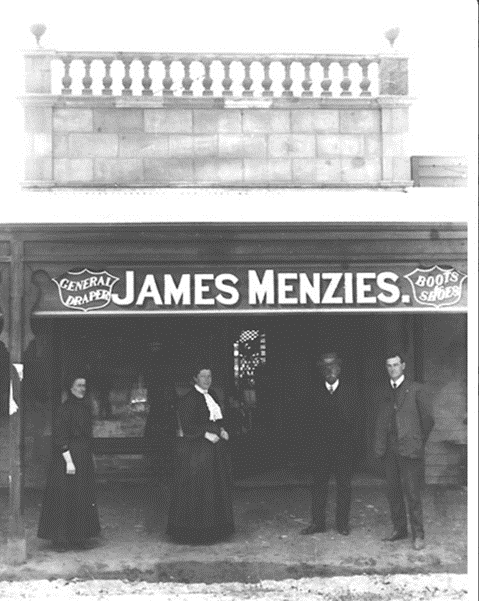 GENERAL
DRAPER
JAMES MENZIES.
BOOTS
&
SHOES